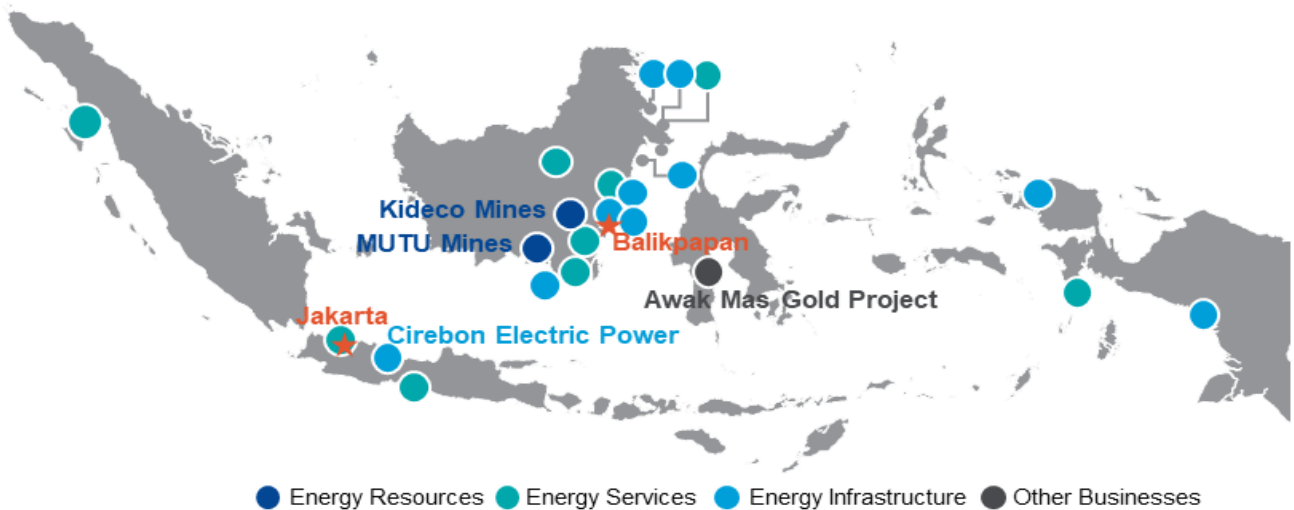 Kideco Mines
MUTU Mines
Balikpapan
Awak Mas Gold Project
Jakarta
Cirebon Electric Power
Energy Resources
Energy Services
Energy Infrastructure
Other Businesses